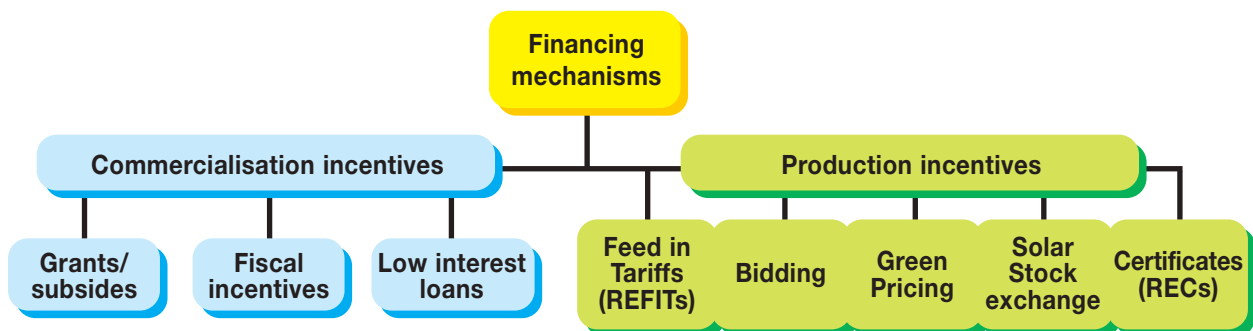 Financing
mechanisms
Commercialisation incentives
Production incentives
Grants/
subsides
Fiscal
incentives
Low interest
loans
Feed in
Tariffs
(REFITs)
Bidding
Green
Pricing
Solar
Stock
exchange
Certificates
(RECs)